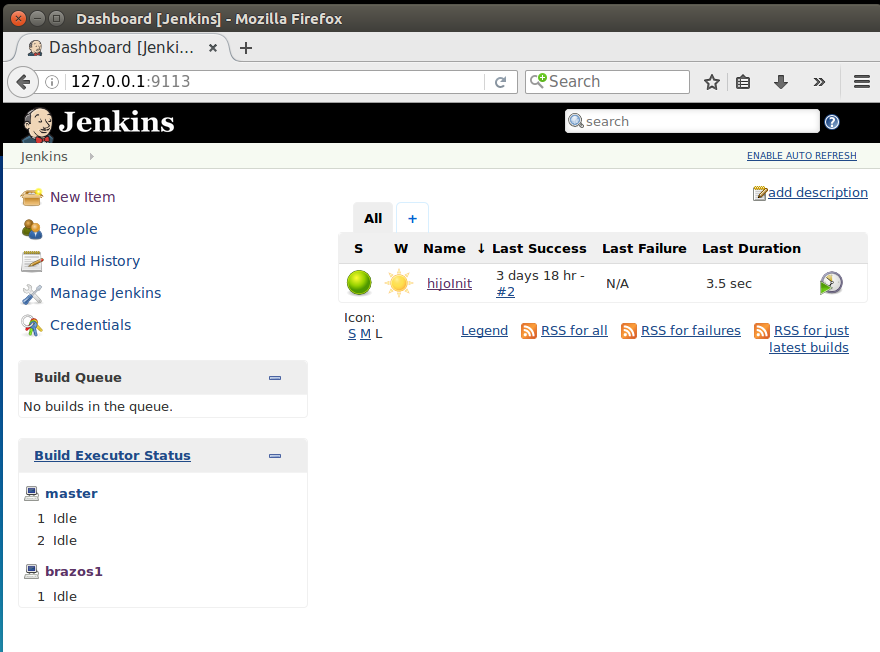 Dashboard [Jenkins] - Mozilla Firefox
Dashboard [Jenki...
127.0.0.1:9113
Search
Jenkins
search
Jenkins
ENABLE AUTO REFRESH
New Item
People
Build History
Manage Jenkins
Credentials
Build Queue
No builds in the queue.
Build Executor Status
master
1 Idle
2 Idle
brazos1
1 Idle
add description
All +
S W Name ↓ Last Success Last Failure Last Duration
hijoInit 3 days 18 hr - #2 N/A 3.5 sec
Icon:
S M L
Legend RSS for all RSS for failures RSS for just
latest builds